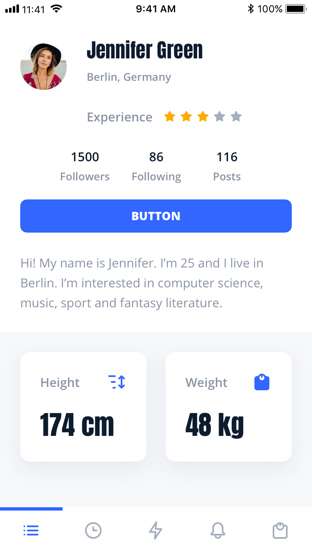 11:41 9:41 AM 100%
Jennifer Green
Berlin, Germany
Experience
1500 86 116
Followers Following Posts
BUTTON
Hi! My name is Jennifer. I'm 25 and I live in
Berlin. I'm interested in computer science,
music, sport and fantasy literature.
Height Weight
174 cm 48 kg